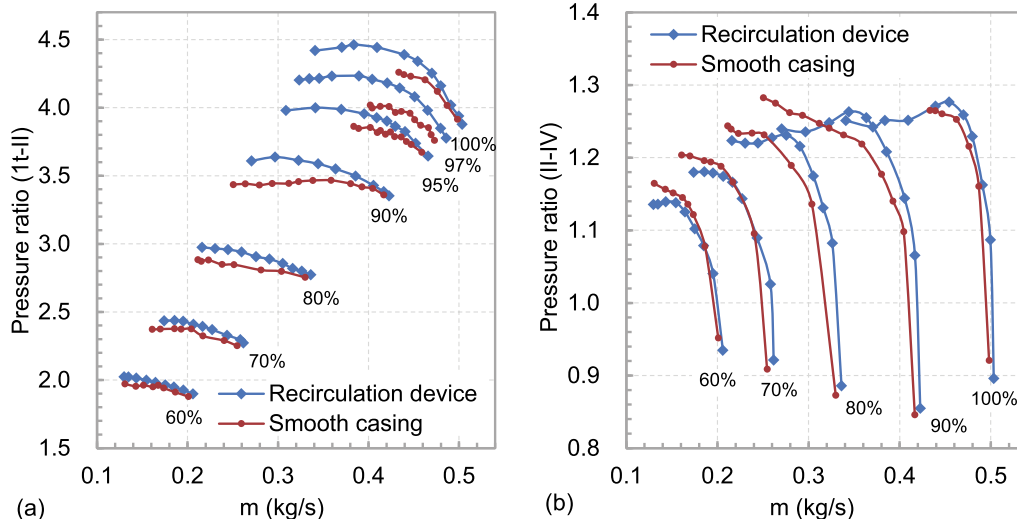 4.5
4.0
3.5
3.0
2.5
2.0
1.5
Pressure ratio (1t-II)
100%
97%
95%
90%
80%
70%
60%
Recirculation device
Smooth casing
0.1 0.2 0.3 0.4 0.5
(a) m (kg/s)
1.4
1.3
1.2
1.1
1.0
0.9
0.8
Pressure ratio (II-IV)
Recirculation device
Smooth casing
60% 70% 80% 90% 100%
0.1 0.2 0.3 0.4 0.5
(b) m (kg/s)